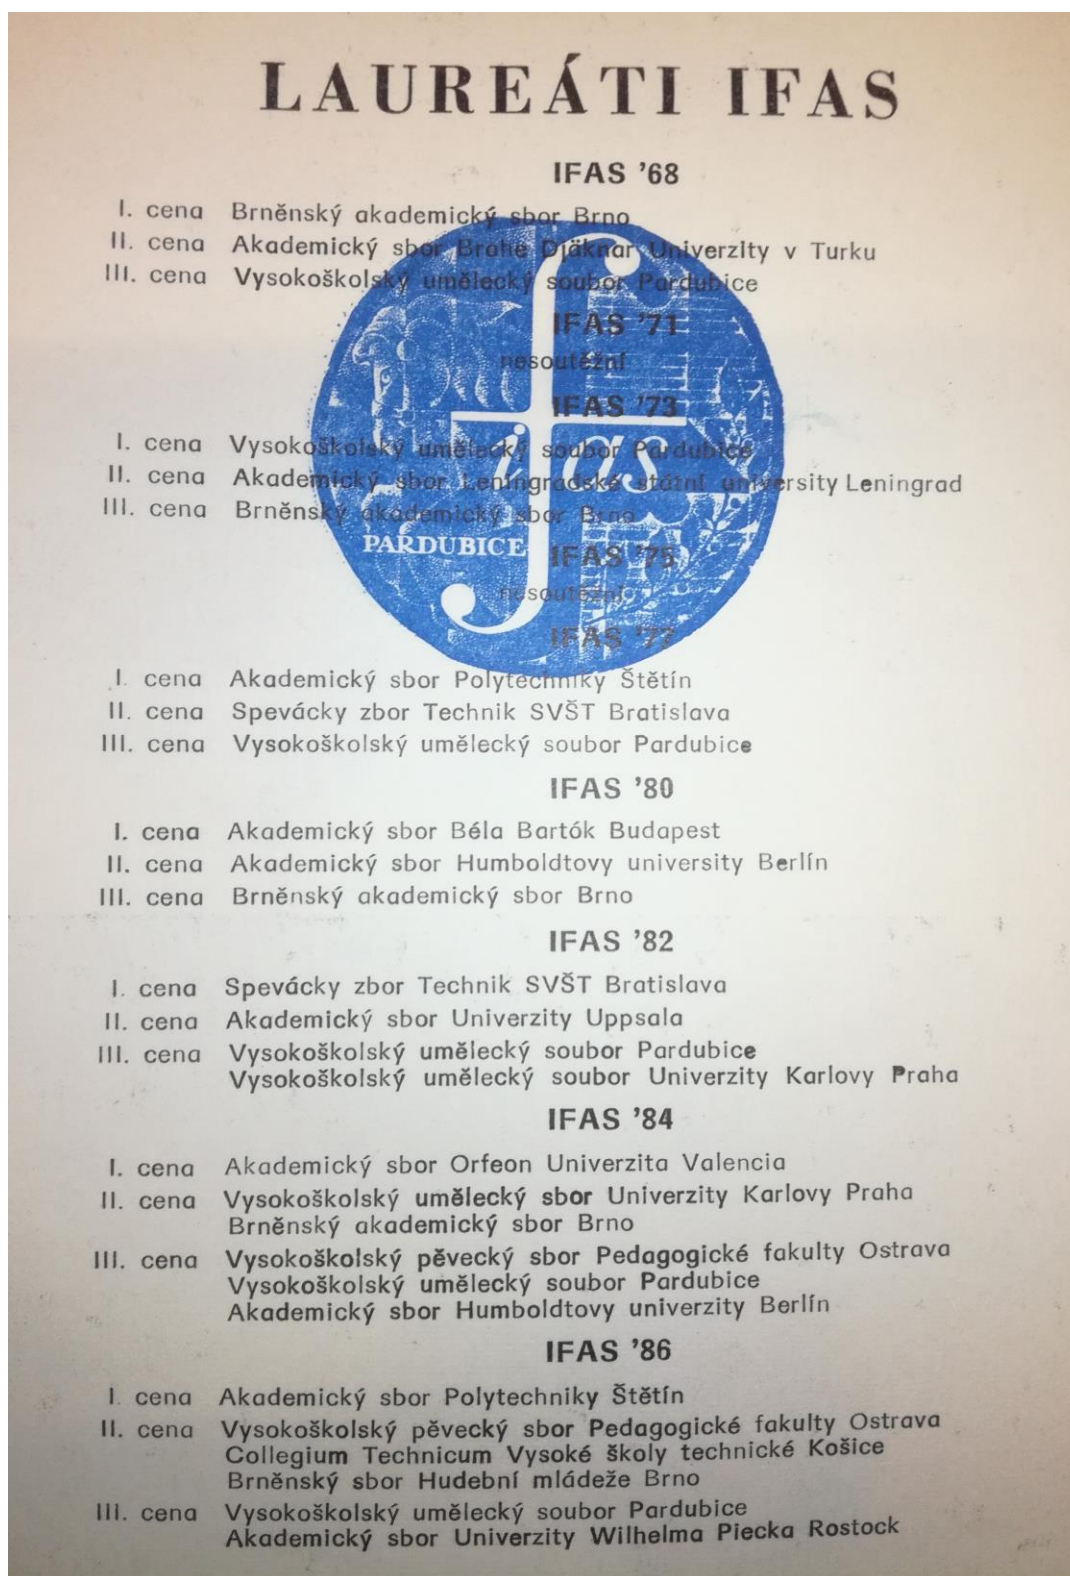 LAUREÁTI IFAS
IFAS '68
I. cena Brněnský akademický sbor Brno
II. cena Akademický sbor Brahe Djäknar Univerzity v Turku
III. cena Vysokoškolský umělecký soubor Pardubice
IFAS '71
nesoutěžní
IFAS '73
I. cena Vysokoškolský umělecký soubor Pardubice
II. cena Akademický sbor Leningradské státní university Leningrad
III. cena Brněnský akademický sbor Brno
ifas
PARDUBICE
IFAS '75
nesoutěžní
IFAS '77
I. cena Akademický sbor Polytechniky Štětín
II. cena Spevácky zbor Technik SVŠT Bratislava
III. cena Vysokoškolský umělecký soubor Pardubice
IFAS '80
I. cena Akademický sbor Béla Bartók Budapest
II. cena Akademický sbor Humboldtovy university Berlín
III. cena Brněnský akademický sbor Brno
IFAS '82
I. cena Spevácky zbor Technik SVŠT Bratislava
II. cena Akademický sbor Univerzity Uppsala
III. cena Vysokoškolský umělecký soubor Pardubice
Vysokoškolský umělecký soubor Univerzity Karlovy Praha
IFAS '84
I. cena Akademický sbor Orfeon Univerzita Valencia
II. cena Vysokoškolský umělecký sbor Univerzity Karlovy Praha
Brněnský akademický sbor Brno
III. cena Vysokoškolský pěvecký sbor Pedagogické fakulty Ostrava
Vysokoškolský umělecký soubor Pardubice
Akademický sbor Humboldtovy univerzity Berlín
IFAS '86
I. cena Akademický sbor Polytechniky Štětín
II. cena Vysokoškolský pěvecký sbor Pedagogické fakulty Ostrava
Collegium Technicum Vysoké školy technické Košice
Brněnský sbor Hudební mládeže Brno
III. cena Vysokoškolský umělecký soubor Pardubice
Akademický sbor Univerzity Wilhelma Piecka Rostock